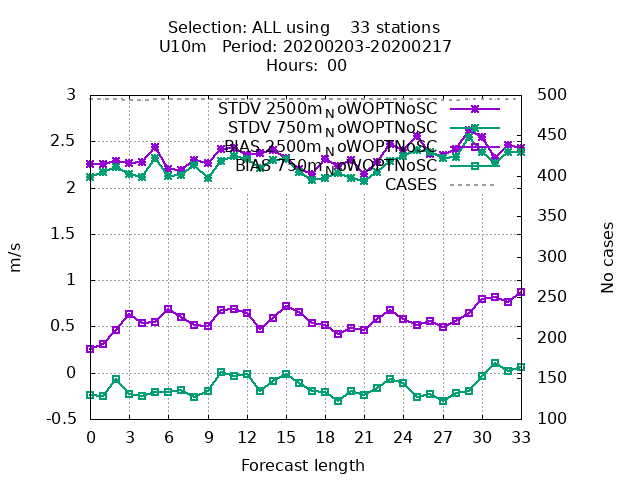 Selection: ALL using    33 stations
U10m   Period: 20200203-20200217
Hours:  00
3
2.5
2
1.5
1
0.5
0
-0.5
m/s
500
450
400
350
300
250
200
150
100
No cases
STDV 2500m_NoWOPTNoSC
STDV 750m_NoWOPTNoSC
BIAS 2500m_NoWOPTNoSC
BIAS 750m_NoWOPTNoSC
CASES
0 3 6 9 12 15 18 21 24 27 30 33
Forecast length